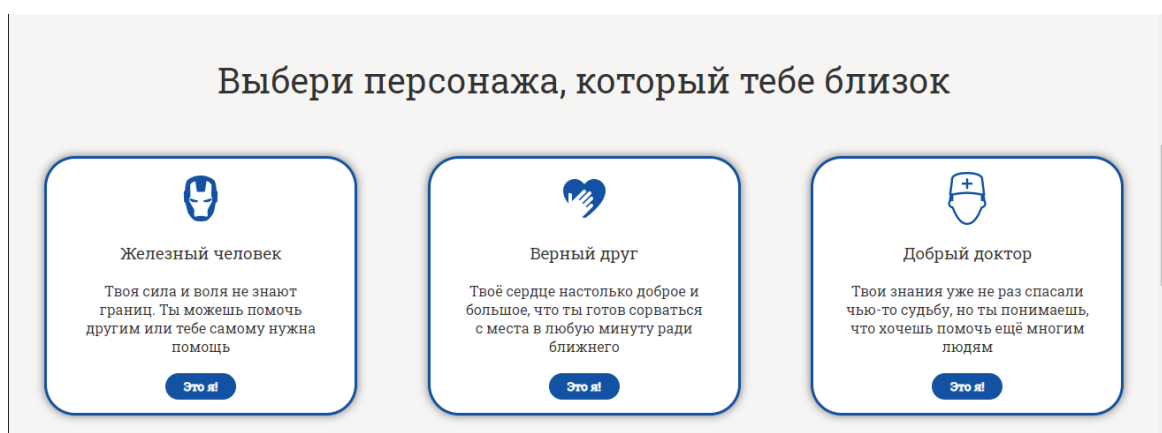 Выбери персонажа, который тебе близок
Железный человек
Твоя сила и воля не знают
границ. Ты можешь помочь
другим или тебе самому нужна
помощь
Это я!
Верный друг
Твоё сердце настолько доброе и
большое, что ты готов сорваться
с места в любую минуту ради
ближнего
Это я!
Добрый доктор
Твои знания уже не раз спасали
чью-то судьбу, но ты понимаешь,
что хочешь помочь ещё многим
людям
Это я!